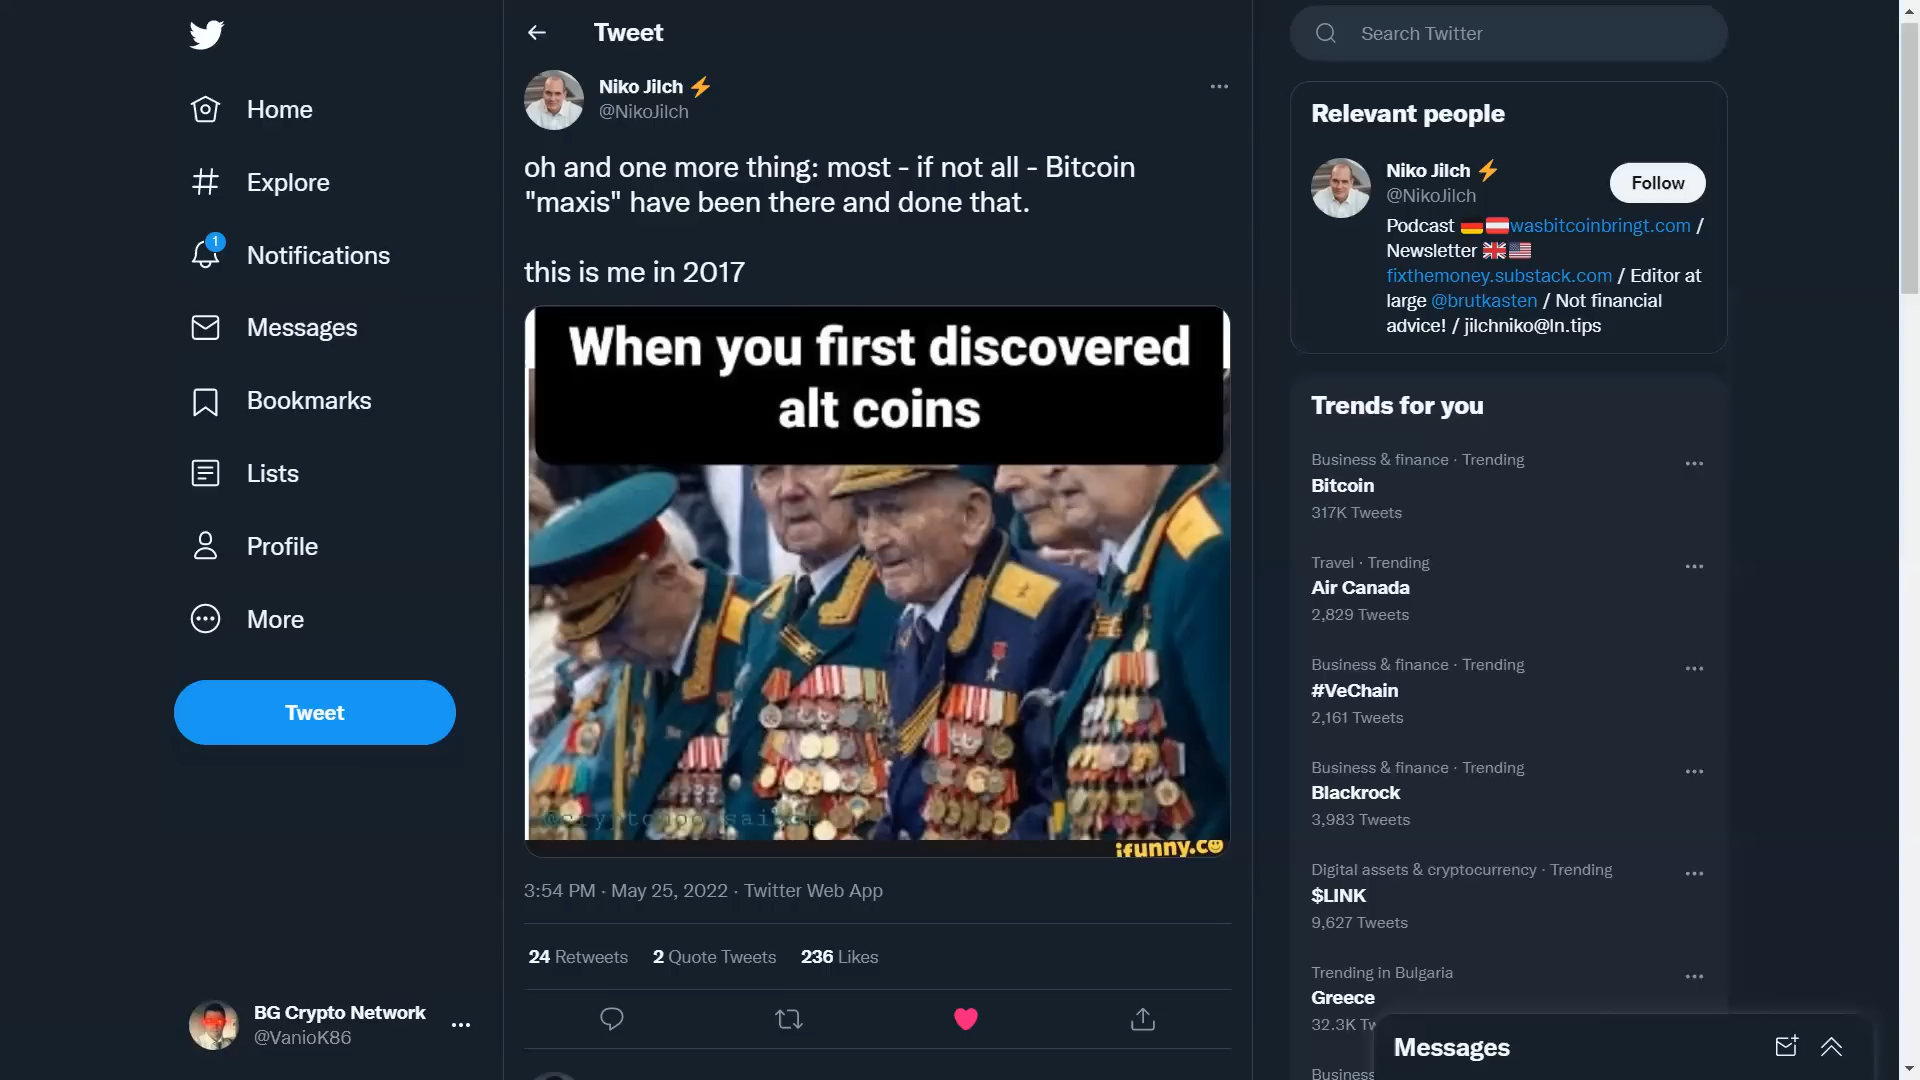 Tweet
Search Twitter
Home
Explore
1
Notifications
Messages
Bookmarks
Lists
Profile
More
Tweet
BG Crypto Network
@VanioK86
Niko Jilch
@NikoJilch
oh and one more thing: most - if not all - Bitcoin
"maxis" have been there and done that.
this is me in 2017
When you first discovered
alt coins
ifunny.co
3:54 PM · May 25, 2022 · Twitter Web App
24 Retweets 2 Quote Tweets 236 Likes
Relevant people
Niko Jilch
@NikoJilch
Follow
Podcast wasbitcoinbringt.com /
Newsletter
fixthemoney.substack.com / Editor at
large @brutkasten / Not financial
advice! / jilchniko@ln.tips
Trends for you
Business & finance · Trending
Bitcoin
317K Tweets
Travel · Trending
Air Canada
2,829 Tweets
Business & finance · Trending
#VeChain
2,161 Tweets
Business & finance · Trending
Blackrock
3,983 Tweets
Digital assets & cryptocurrency · Trending
$LINK
9,627 Tweets
Trending in Bulgaria
Greece
32.3K Tw
Business
Messages